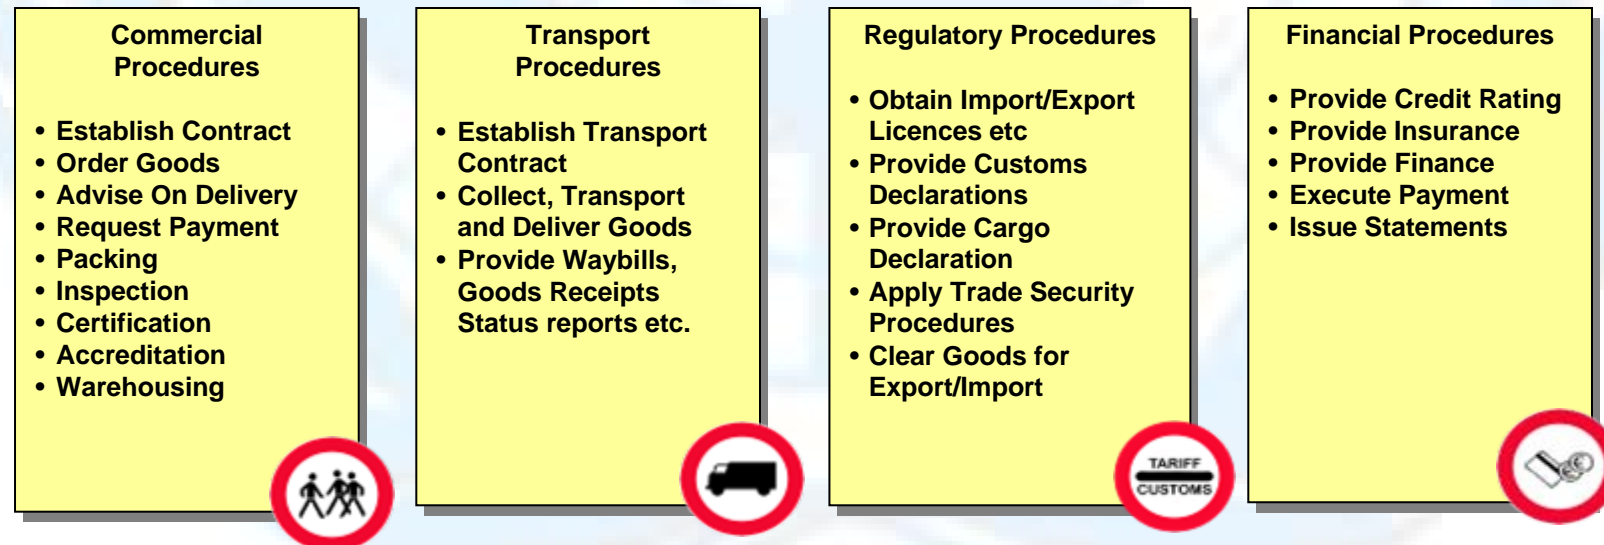 Commercial
Procedures
• Establish Contract
• Order Goods
• Advise On Delivery
• Request Payment
• Packing
• Inspection
• Certification
• Accreditation
• Warehousing
Transport
Procedures
• Establish Transport
Contract
• Collect, Transport
and Deliver Goods
• Provide Waybills,
Goods Receipts
Status reports etc.
Regulatory Procedures
• Obtain Import/Export
Licences etc
• Provide Customs
Declarations
• Provide Cargo
Declaration
• Apply Trade Security
Procedures
• Clear Goods for
Export/Import
TARIFF
CUSTOMS
Financial Procedures
• Provide Credit Rating
• Provide Insurance
• Provide Finance
• Execute Payment
• Issue Statements